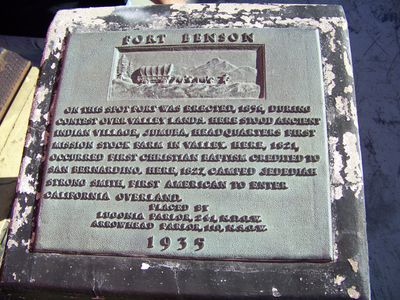 FORT BENSON
ON THIS SPOT FORT WAS ERECTED, 1856, DURING
CONTEST OVER VALLEY LANDS. HERE STOOD ANCIENT
INDIAN VILLAGE, JUMUBA, HEADQUARTERS FIRST
MISSION STOCK FARM IN VALLEY. HERE, 1821,
OCCURRED FIRST CHRISTIAN BAPTISM CREDITED TO
SAN BERNARDINO. HERE, 1827, CAMPED JEDEDIAH
STRONG SMITH, FIRST AMERICAN TO ENTER
CALIFORNIA OVERLAND.
PLACED BY
LUGONIA PARLOR, 241, N.D.G.W.
ARROWHEAD PARLOR, 110, N.S.G.W.
1935